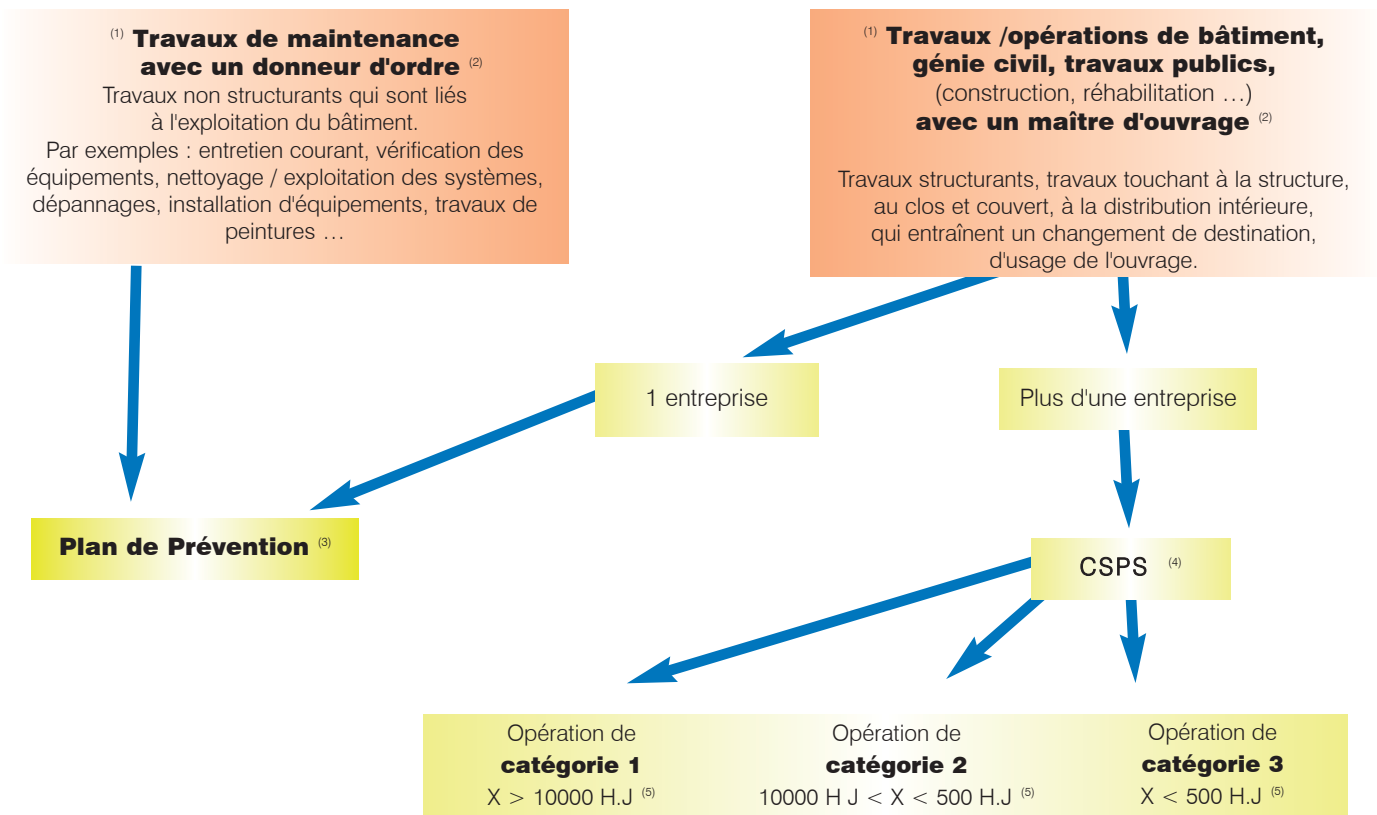 (1) Travaux de maintenance
avec un donneur d'ordre (2)
Travaux non structurants qui sont liés
à l'exploitation du bâtiment.
Par exemples : entretien courant, vérification des
équipements, nettoyage / exploitation des systèmes,
dépannages, installation d'équipements, travaux de
peintures …
(1) Travaux /opérations de bâtiment,
génie civil, travaux publics,
(construction, réhabilitation …)
avec un maître d'ouvrage (2)
Travaux structurants, travaux touchant à la structure,
au clos et couvert, à la distribution intérieure,
qui entraînent un changement de destination,
d'usage de l'ouvrage.
1 entreprise
Plus d'une entreprise
Plan de Prévention (3)
CSPS (4)
Opération de
catégorie 1
X > 10000 H.J (5)
Opération de
catégorie 2
10000 H J < X < 500 H.J (5)
Opération de
catégorie 3
X < 500 H.J (5)